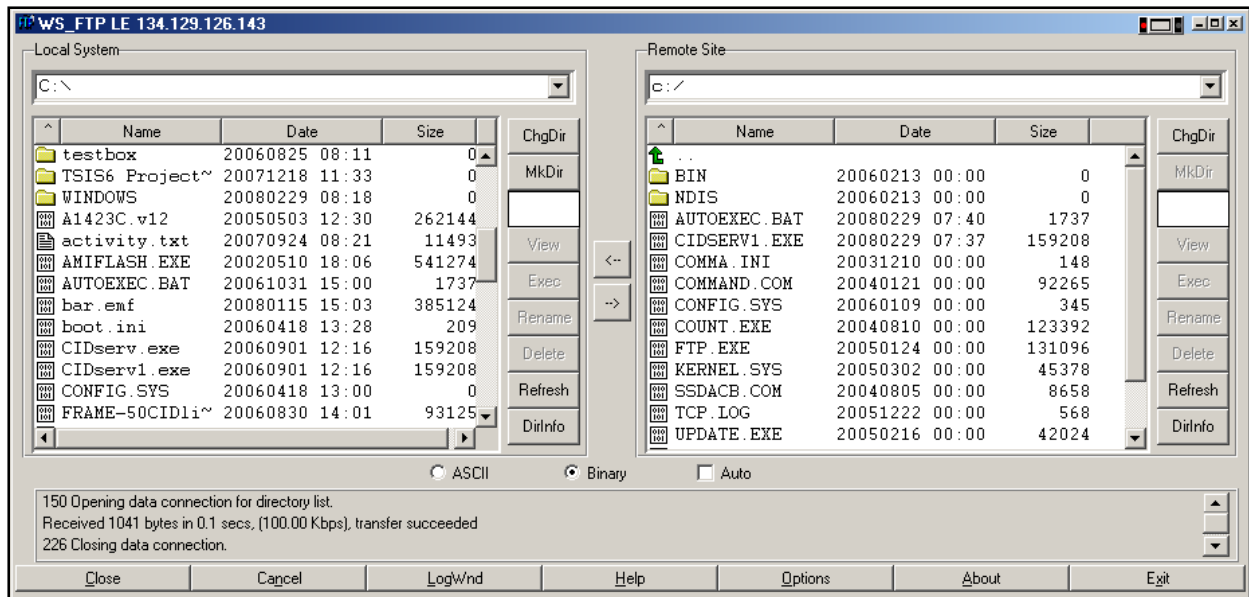 WS_FTP LE 134.129.126.143
Local System
C:\
^ Name Date Size
testbox 20060825 08:11 0
TSIS6 Project~ 20071218 11:33 0
WINDOWS 20080229 08:18 0
A1423C.v12 20050503 12:30 262144
activity.txt 20070924 08:21 11493
AMIFLASH.EXE 20020510 18:06 541274
AUTOEXEC.BAT 20061031 15:00 1737
bar.emf 20080115 15:03 385124
boot.ini 20060418 13:28 209
CIDserv.exe 20060901 12:16 159208
CIDserv1.exe 20060901 12:16 159208
CONFIG.SYS 20060418 13:00 0
FRAME-50CIDli~ 20060830 14:01 93125
ChgDir
MkDir
View
Exec
Rename
Delete
Refresh
DirInfo
<--
-->
Remote Site
c:/
^ Name Date Size
..
BIN 20060213 00:00 0
NDIS 20060213 00:00 0
AUTOEXEC.BAT 20080229 07:40 1737
CIDSERV1.EXE 20080229 07:37 159208
COMMA.INI 20031210 00:00 148
COMMAND.COM 20040121 00:00 92265
CONFIG.SYS 20060109 00:00 345
COUNT.EXE 20040810 00:00 123392
FTP.EXE 20050124 00:00 131096
KERNEL.SYS 20050302 00:00 45378
SSDACB.COM 20040805 00:00 8658
TCP.LOG 20051222 00:00 568
UPDATE.EXE 20050216 00:00 42024
ChgDir
MkDir
View
Exec
Rename
Delete
Refresh
DirInfo
ASCII Binary Auto
150 Opening data connection for directory list.
Received 1041 bytes in 0.1 secs, (100.00 Kbps), transfer succeeded
226 Closing data connection.
Close Cancel LogWnd Help Options About Exit